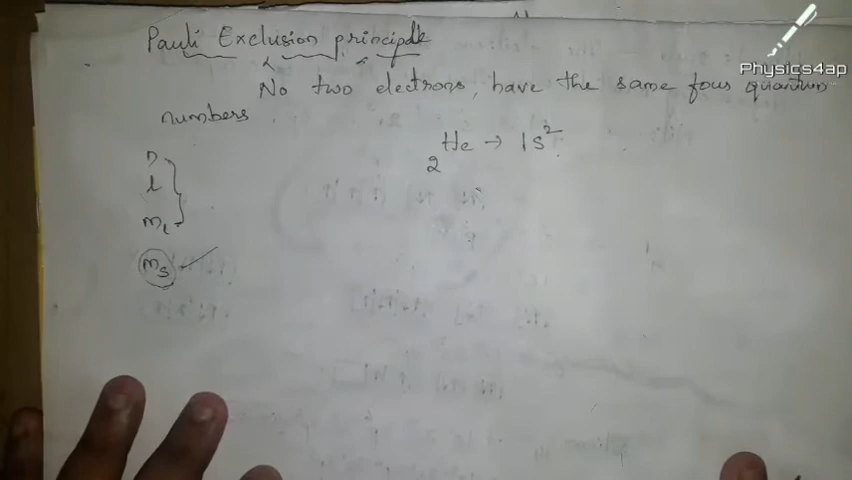 Pauli Exclusion principle
No two electrons, have the same four quantum
numbers
₂He → 1s²
n
l
mₗ
mₛ
Physics4ap